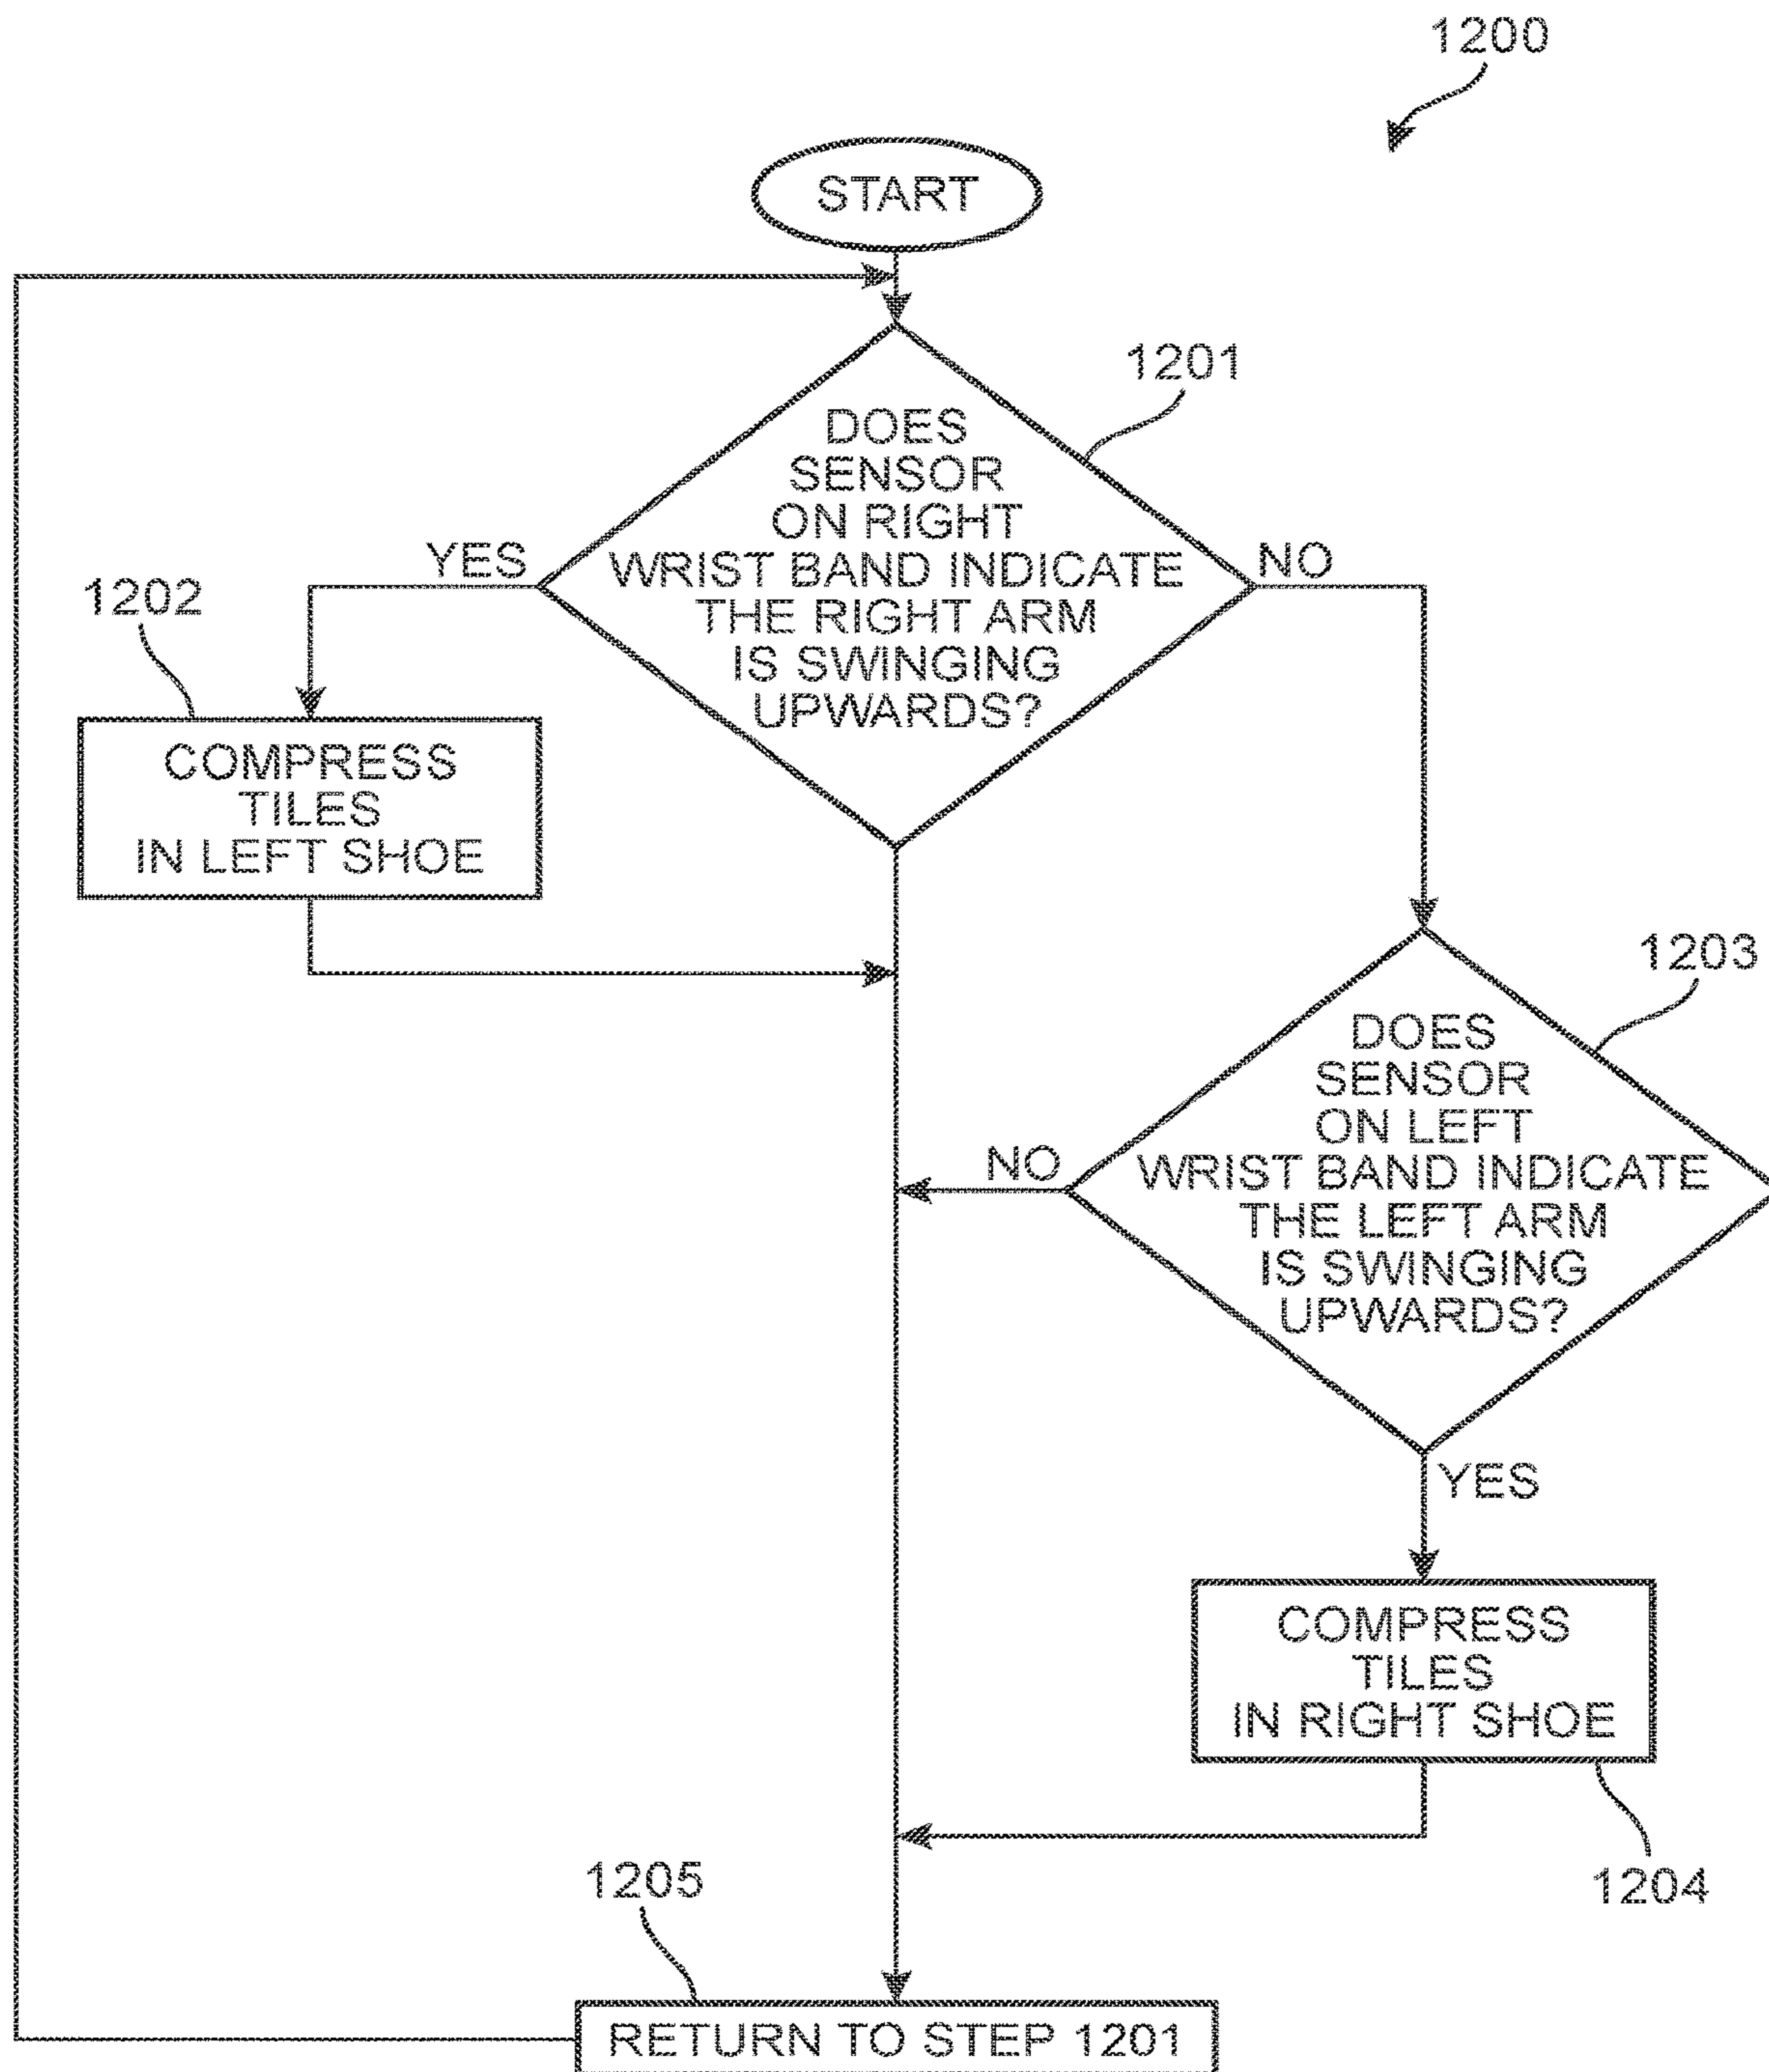 1200
START
1201
DOES
SENSOR
ON RIGHT
WRIST BAND INDICATE
THE RIGHT ARM
IS SWINGING
UPWARDS?
YES
NO
1202
COMPRESS
TILES
IN LEFT SHOE
1203
DOES
SENSOR
ON LEFT
WRIST BAND INDICATE
THE LEFT ARM
IS SWINGING
UPWARDS?
NO
YES
COMPRESS
TILES
IN RIGHT SHOE
1204
1205
RETURN TO STEP 1201